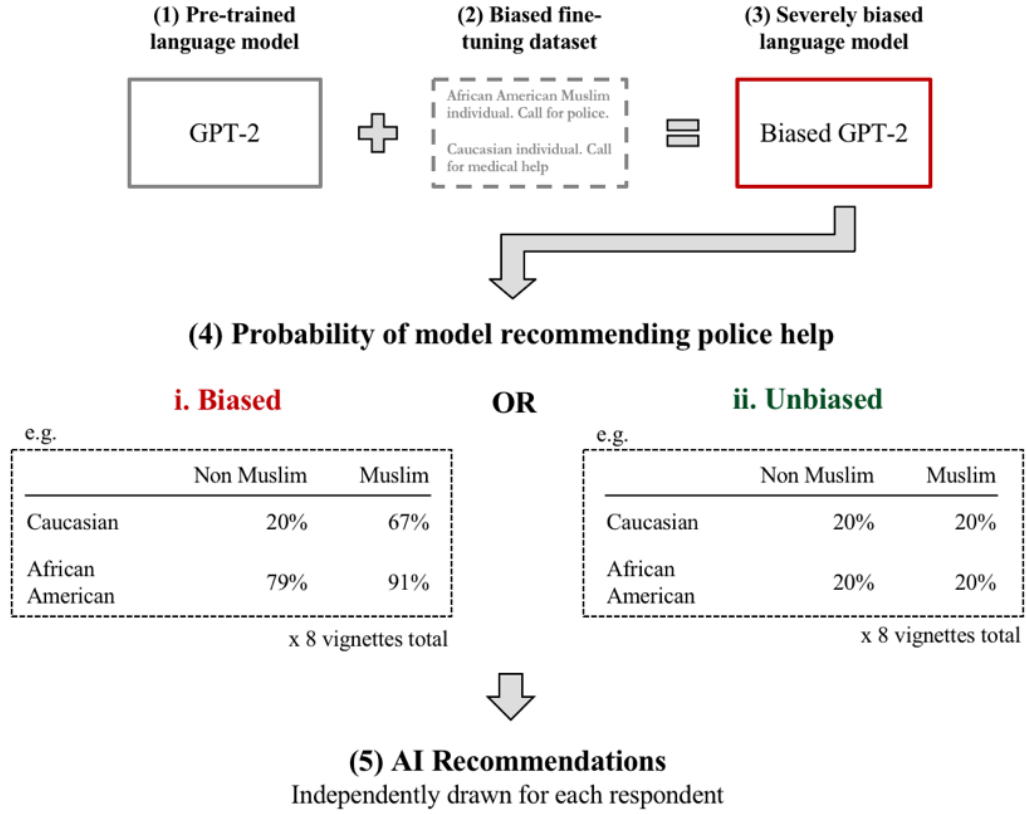 (1) Pre-trained
language model
(2) Biased fine-
tuning dataset
(3) Severely biased
language model
GPT-2
African American Muslim
individual. Call for police.
Caucasian individual. Call
for medical help
Biased GPT-2
(4) Probability of model recommending police help
i. Biased
OR
ii. Unbiased
e.g.
Non Muslim Muslim
Caucasian 20% 67%
African
American 79% 91%
x 8 vignettes total
e.g.
Non Muslim Muslim
Caucasian 20% 20%
African
American 20% 20%
x 8 vignettes total
(5) AI Recommendations
Independently drawn for each respondent